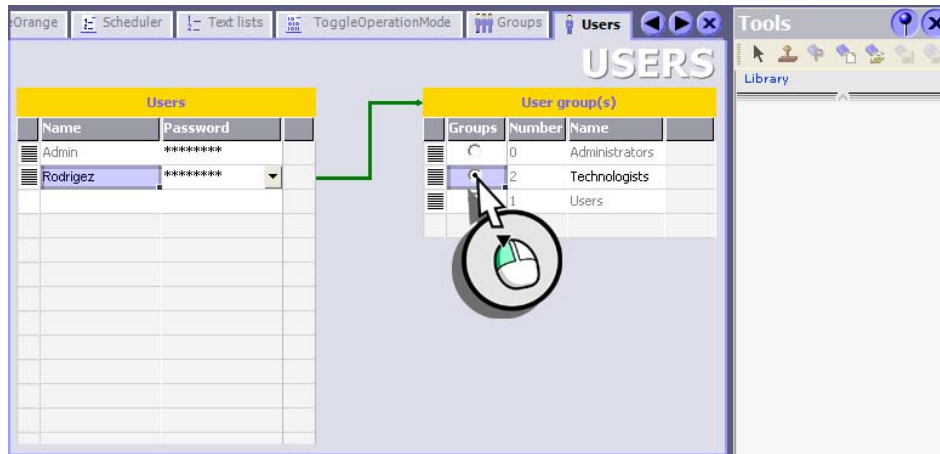 eOrange Scheduler Text lists ToggleOperationMode Groups Users Tools
USERS
Library
Users User group(s)
Name Password Groups Number Name
Admin ******** 0 Administrators
Rodrigez ******** 2 Technologists
1 Users